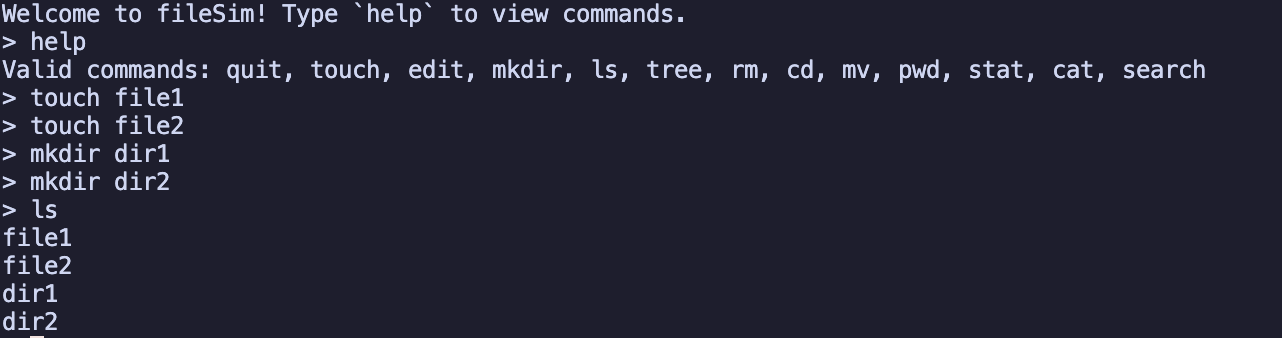 Welcome to fileSim! Type `help` to view commands.
> help
Valid commands: quit, touch, edit, mkdir, ls, tree, rm, cd, mv, pwd, stat, cat, search
> touch file1
> touch file2
> mkdir dir1
> mkdir dir2
> ls
file1
file2
dir1
dir2